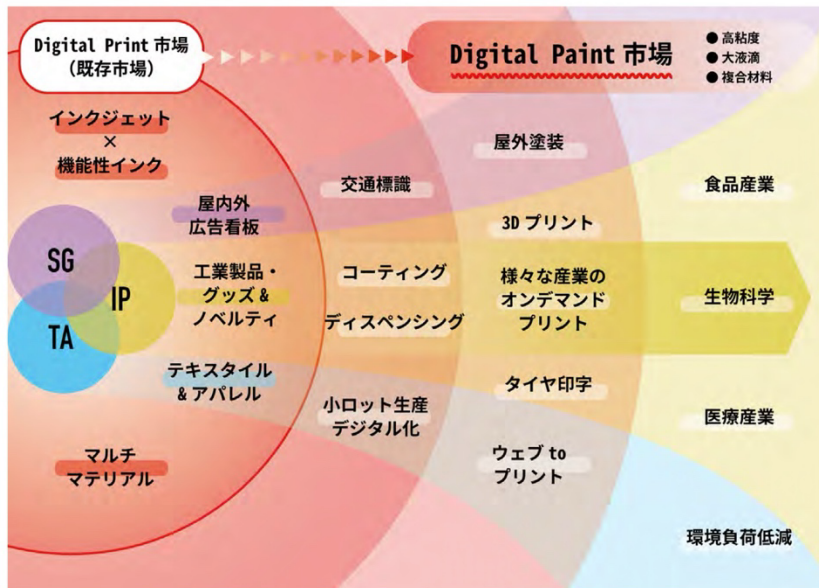 Digital Print 市場
（既存市場）
Digital Paint 市場
● 高粘度
● 大液滴
● 複合材料
インクジェット
×
機能性インク
SG
IP
TA
屋内外
広告看板
工業製品・
グッズ &
ノベルティ
テキスタイル
& アパレル
マルチ
マテリアル
交通標識
コーティング
ディスペンシング
小ロット生産
デジタル化
屋外塗装
3D プリント
様々な産業の
オンデマンド
プリント
タイヤ印字
ウェブ to
プリント
食品産業
生物科学
医療産業
環境負荷低減